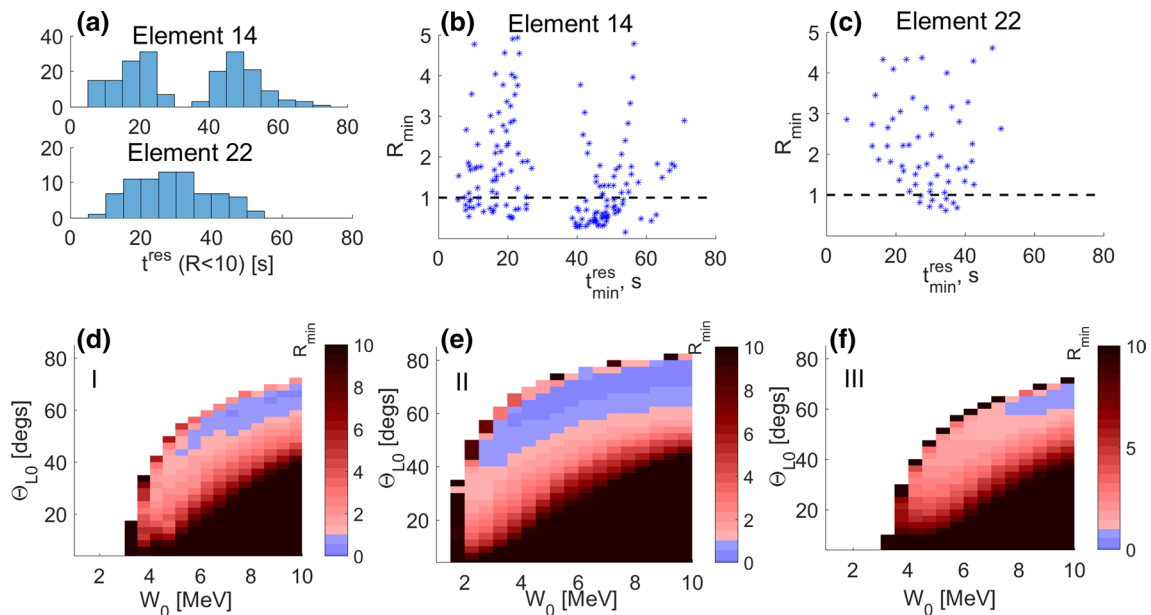 (a)
Element 14
40
20
0
0 20 40 60 80
Element 22
20
10
0
0 20 40 60 80
t^res (R<10) [s]
(b)
Element 14
5
4
3
2
1
R_min
0 20 40 60 80
t_min^res, s
(c)
Element 22
5
4
3
2
1
R_min
0 20 40 60 80
t_min^res, s
(d)
I
80
60
40
20
Θ_L0 [degs]
2 4 6 8 10
W_0 [MeV]
R_min
10
8
6
4
2
0
(e)
II
80
60
40
20
Θ_L0 [degs]
2 4 6 8 10
W_0 [MeV]
R_min
10
8
6
4
2
0
(f)
III
80
60
40
20
Θ_L0 [degs]
2 4 6 8 10
W_0 [MeV]
R_min
10
5
0